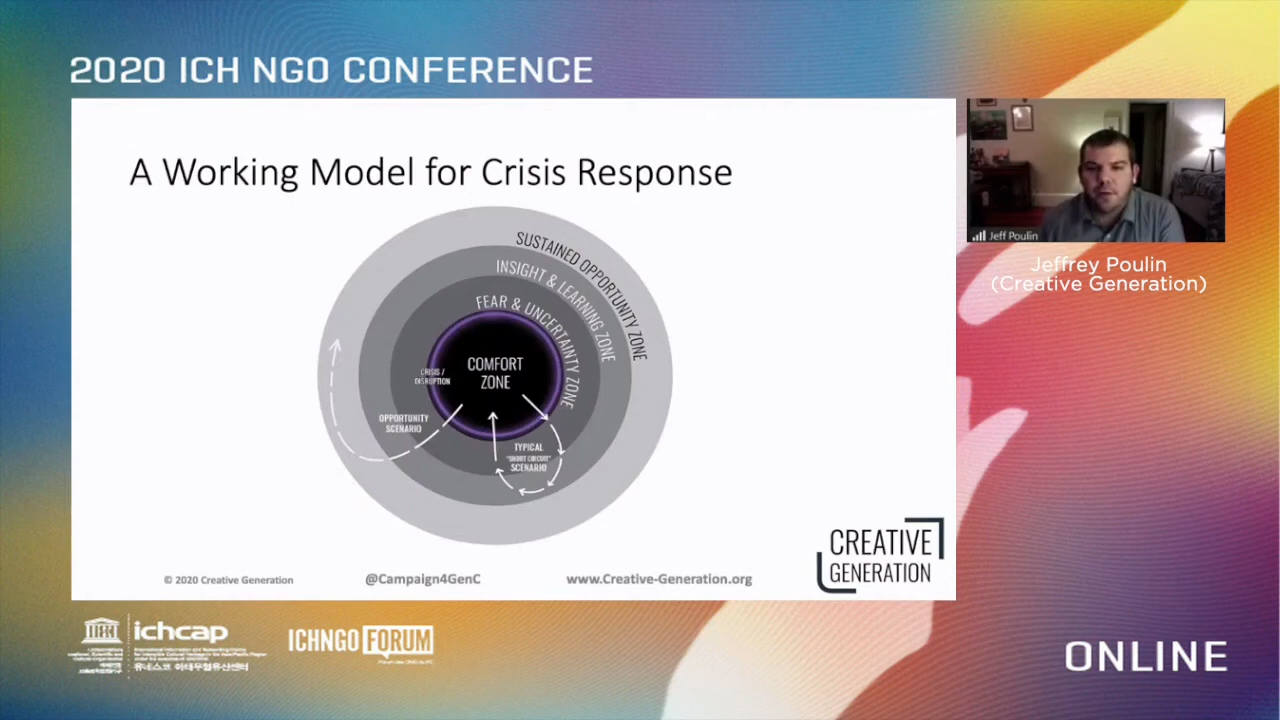 2020 ICH NGO CONFERENCE
A Working Model for Crisis Response
SUSTAINED OPPORTUNITY ZONE
INSIGHT & LEARNING ZONE
FEAR & UNCERTAINTY ZONE
COMFORT
ZONE
CRISIS /
DISRUPTION
OPPORTUNITY
SCENARIO
TYPICAL
"SHORT CIRCUIT"
SCENARIO
© 2020 Creative Generation
@Campaign4GenC
www.Creative-Generation.org
CREATIVE
GENERATION
Jeff Poulin
Jeffrey Poulin
(Creative Generation)
ichcap
ICHNGO FORUM
ONLINE